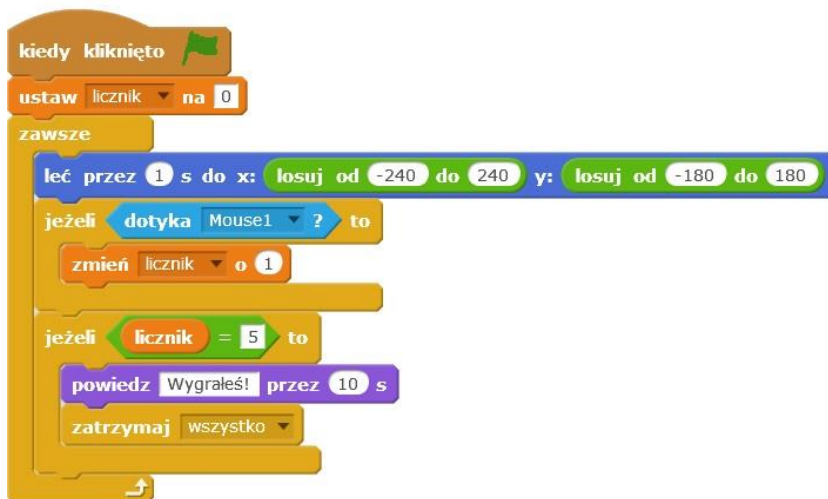 kiedy kliknięto
ustaw licznik na 0
zawsze
leć przez 1 s do x: losuj od -240 do 240 y: losuj od -180 do 180
jeżeli dotyka Mouse1 ? to
zmień licznik o 1
jeżeli licznik = 5 to
powiedz Wygrałeś! przez 10 s
zatrzymaj wszystko